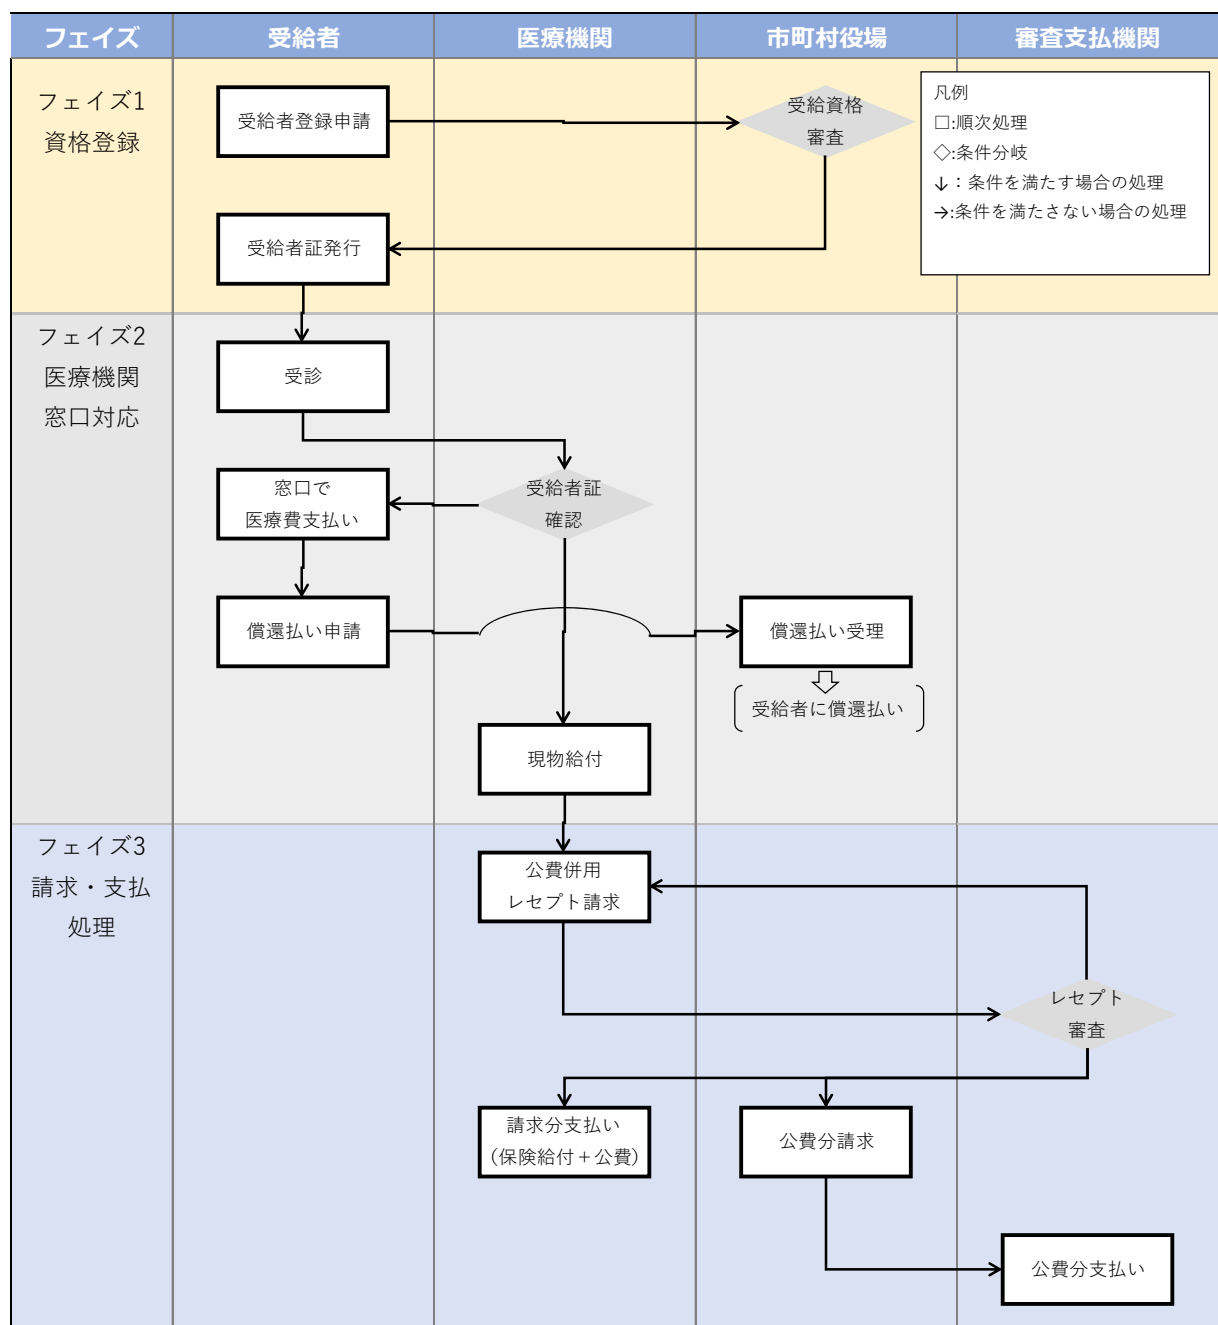 フェイズ
受給者
医療機関
市町村役場
審査支払機関
フェイズ1
資格登録
受給者登録申請
受給資格
審査
凡例
□:順次処理
◇:条件分岐
↓：条件を満たす場合の処理
→:条件を満たさない場合の処理
受給者証発行
フェイズ2
医療機関
窓口対応
受診
窓口で
医療費支払い
受給者証
確認
償還払い申請
償還払い受理
受給者に償還払い
現物給付
フェイズ3
請求・支払
処理
公費併用
レセプト請求
レセプト
審査
請求分支払い
(保険給付＋公費)
公費分請求
公費分支払い